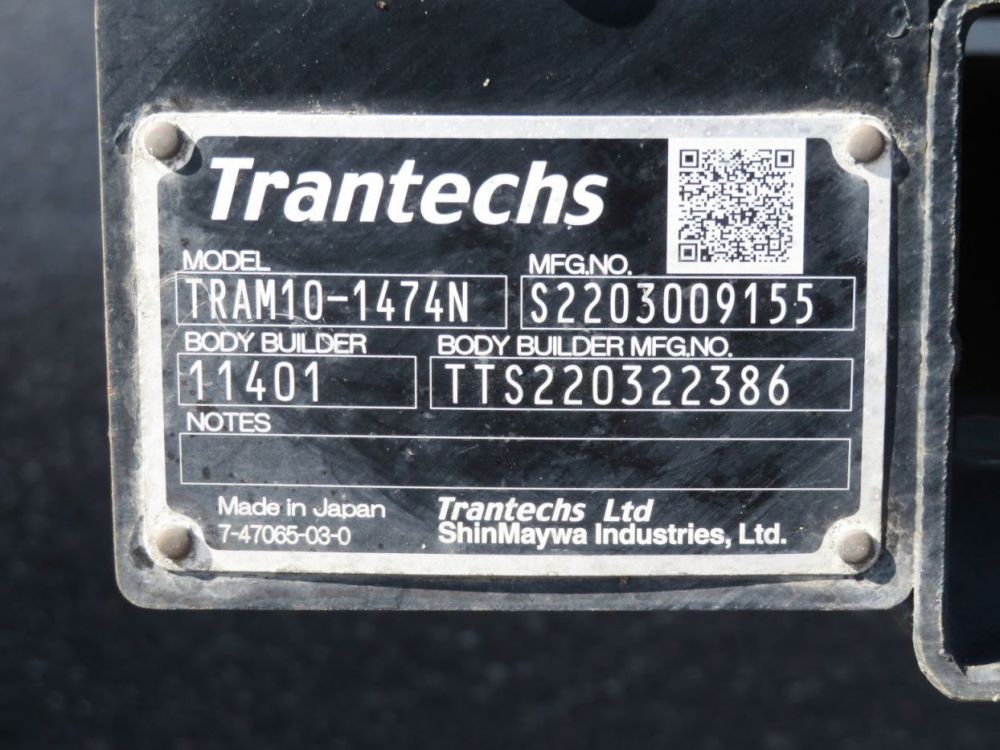 Trantechs
MODEL
MFG.NO.
TRAM10-1474N
S2203009155
BODY BUILDER
BODY BUILDER MFG.NO.
11401
TTS220322386
NOTES
Made in Japan
Trantechs Ltd
7-47065-03-0
ShinMaywa Industries, Ltd.